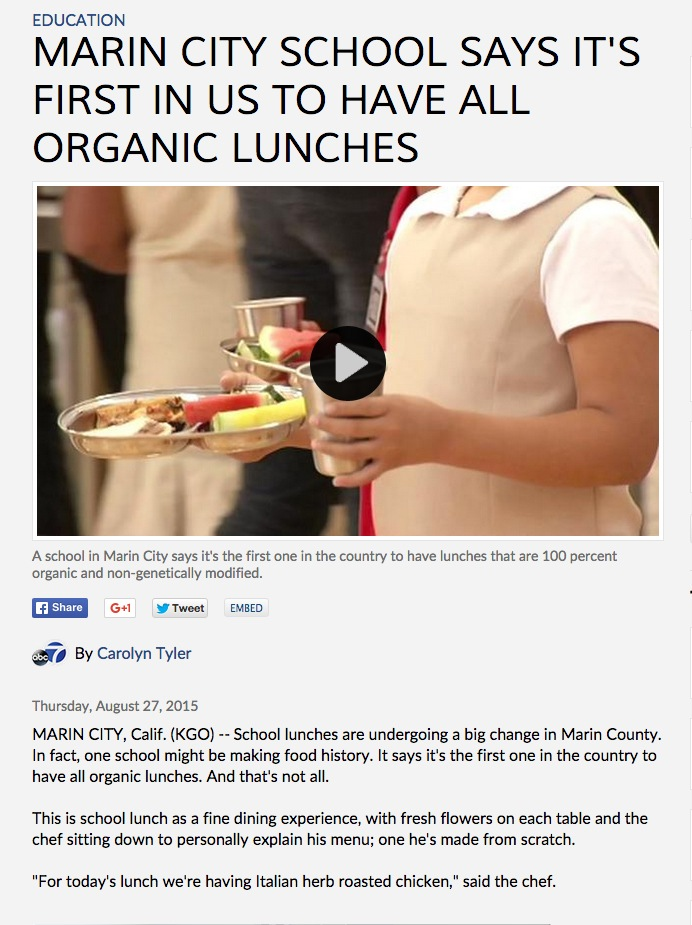 EDUCATION
MARIN CITY SCHOOL SAYS IT'S
FIRST IN US TO HAVE ALL
ORGANIC LUNCHES
A school in Marin City says it's the first one in the country to have lunches that are 100 percent
organic and non-genetically modified.
Share G+1 Tweet EMBED
abc7 By Carolyn Tyler
Thursday, August 27, 2015
MARIN CITY, Calif. (KGO) -- School lunches are undergoing a big change in Marin County.
In fact, one school might be making food history. It says it's the first one in the country to
have all organic lunches. And that's not all.
This is school lunch as a fine dining experience, with fresh flowers on each table and the
chef sitting down to personally explain his menu; one he's made from scratch.
"For today's lunch we're having Italian herb roasted chicken," said the chef.